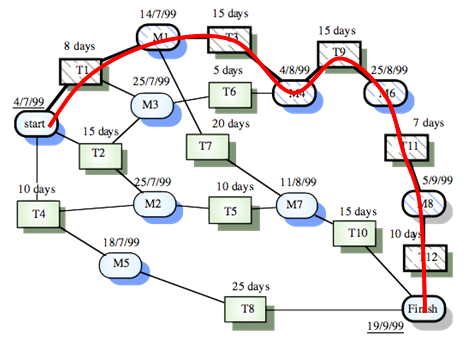 14/7/99
15 days
M1
T3
15 days
8 days
T9
T1
25/7/99
5 days
4/8/99
25/8/99
M3
T6
M4
M6
4/7/99
start
15 days
20 days
7 days
T2
T7
T11
10 days
25/7/99
10 days
11/8/99
5/9/99
T4
M2
T5
M7
M8
18/7/99
15 days
10 days
T10
M5
T12
25 days
T8
Finish
19/9/99